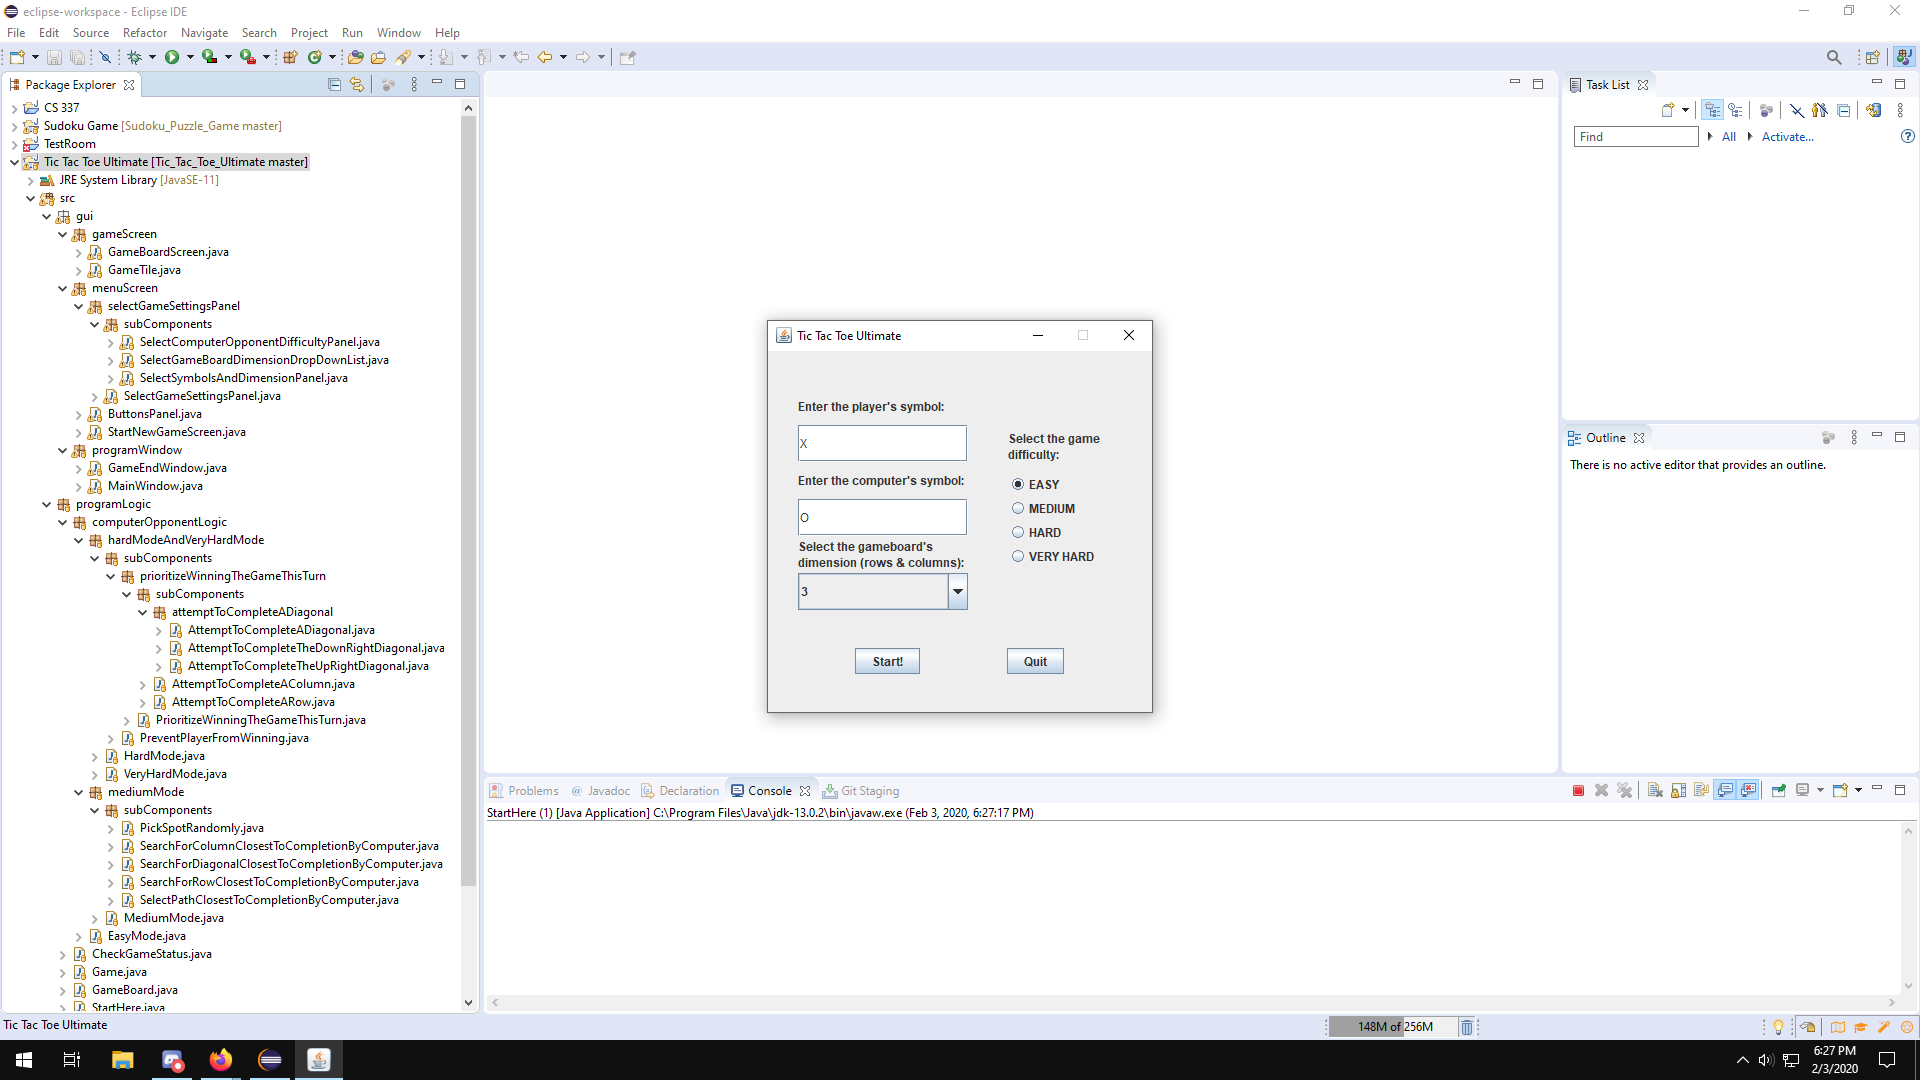 eclipse-workspace - Eclipse IDE
File Edit Source Refactor Navigate Search Project Run Window Help
Package Explorer
CS 337
Sudoku Game [Sudoku_Puzzle_Game master]
TestRoom
Tic Tac Toe Ultimate [Tic_Tac_Toe_Ultimate master]
JRE System Library [JavaSE-11]
src
gui
gameScreen
GameBoardScreen.java
GameTile.java
menuScreen
selectGameSettingsPanel
subComponents
SelectComputerOpponentDifficultyPanel.java
SelectGameBoardDimensionDropDownList.java
SelectSymbolsAndDimensionPanel.java
SelectGameSettingsPanel.java
ButtonsPanel.java
StartNewGameScreen.java
programWindow
GameEndWindow.java
MainWindow.java
programLogic
computerOpponentLogic
hardModeAndVeryHardMode
subComponents
prioritizeWinningTheGameThisTurn
subComponents
attemptToCompleteADiagonal
AttemptToCompleteADiagonal.java
AttemptToCompleteTheDownRightDiagonal.java
AttemptToCompleteTheUpRightDiagonal.java
AttemptToCompleteAColumn.java
AttemptToCompleteARow.java
PrioritizeWinningTheGameThisTurn.java
PreventPlayerFromWinning.java
HardMode.java
VeryHardMode.java
mediumMode
subComponents
PickSpotRandomly.java
SearchForColumnClosestToCompletionByComputer.java
SearchForDiagonalClosestToCompletionByComputer.java
SearchForRowClosestToCompletionByComputer.java
SelectPathClosestToCompletionByComputer.java
MediumMode.java
EasyMode.java
CheckGameStatus.java
Game.java
GameBoard.java
StartHere.java
Tic Tac Toe Ultimate
Enter the player's symbol:
X
Enter the computer's symbol:
O
Select the gameboard's
dimension (rows & columns):
3
Select the game
difficulty:
EASY
MEDIUM
HARD
VERY HARD
Start!
Quit
Task List
Find
All
Activate...
Outline
There is no active editor that provides an outline.
Problems
Javadoc
Declaration
Console
Git Staging
StartHere (1) [Java Application] C:\Program Files\Java\jdk-13.0.2\bin\javaw.exe (Feb 3, 2020, 6:27:17 PM)
Tic Tac Toe Ultimate
148M of 256M
6:27 PM
2/3/2020